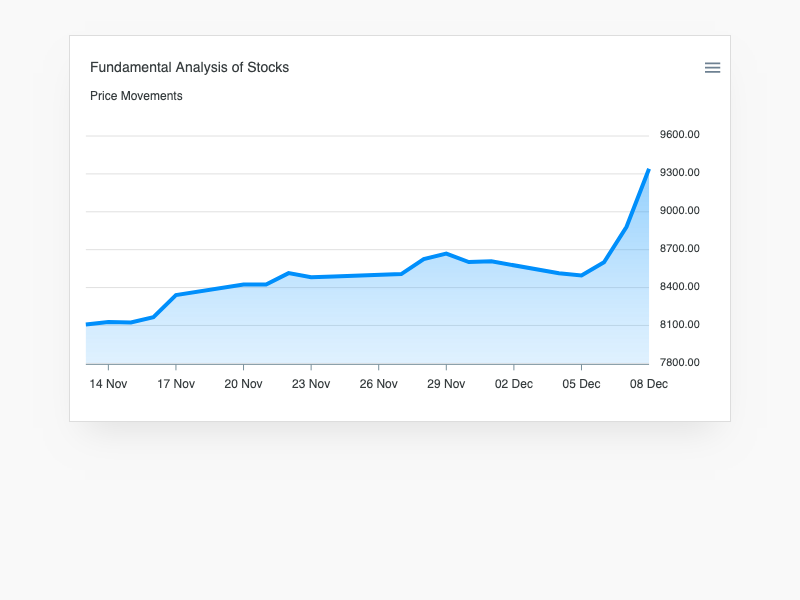 Fundamental Analysis of Stocks
Price Movements
9600.00
9300.00
9000.00
8700.00
8400.00
8100.00
7800.00
14 Nov 17 Nov 20 Nov 23 Nov 26 Nov 29 Nov 02 Dec 05 Dec 08 Dec